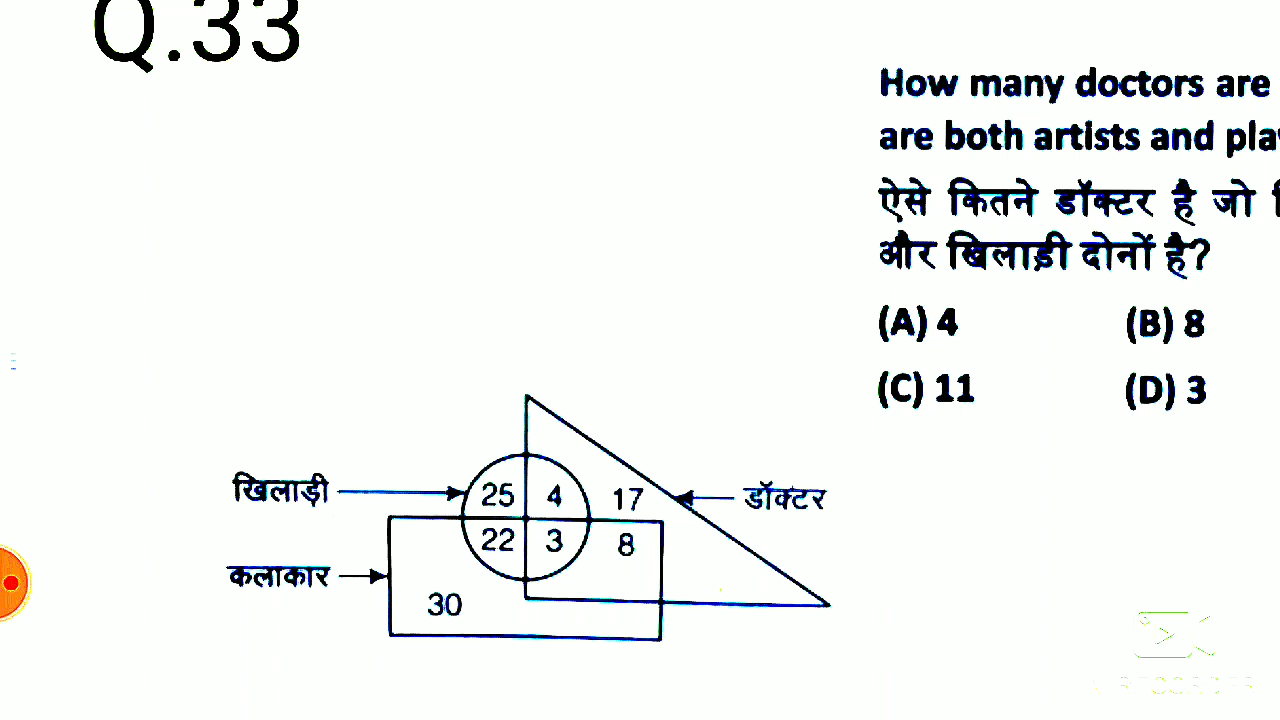 Q.33
How many doctors are
are both artists and
ऐसे कितने डॉक्टर है जो
और खिलाड़ी दोनों है?
(A) 4 (B) 8
(C) 11 (D) 3
खिलाड़ी 25 4 17 डॉक्टर
22 3 8
कलाकार
30